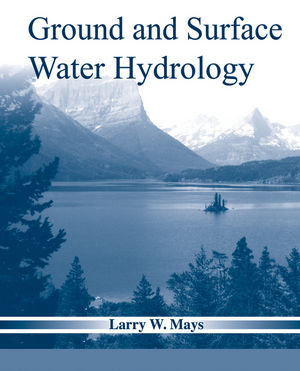 Ground and Surface
Water Hydrology
Larry W. Mays